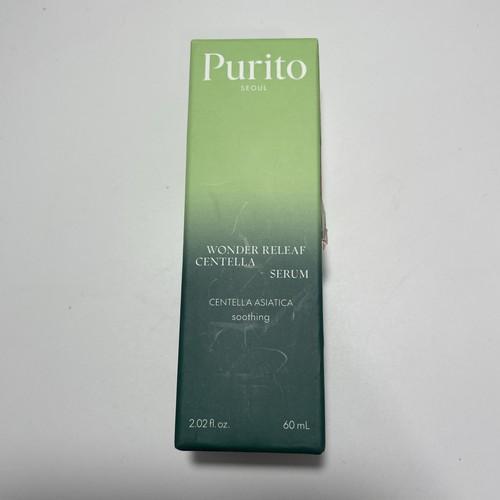 Purito
SEOUL
WONDER RELEAF
CENTELLA
SERUM
CENTELLA ASIATICA
soothing
2.02 fl. oz. 60 mL